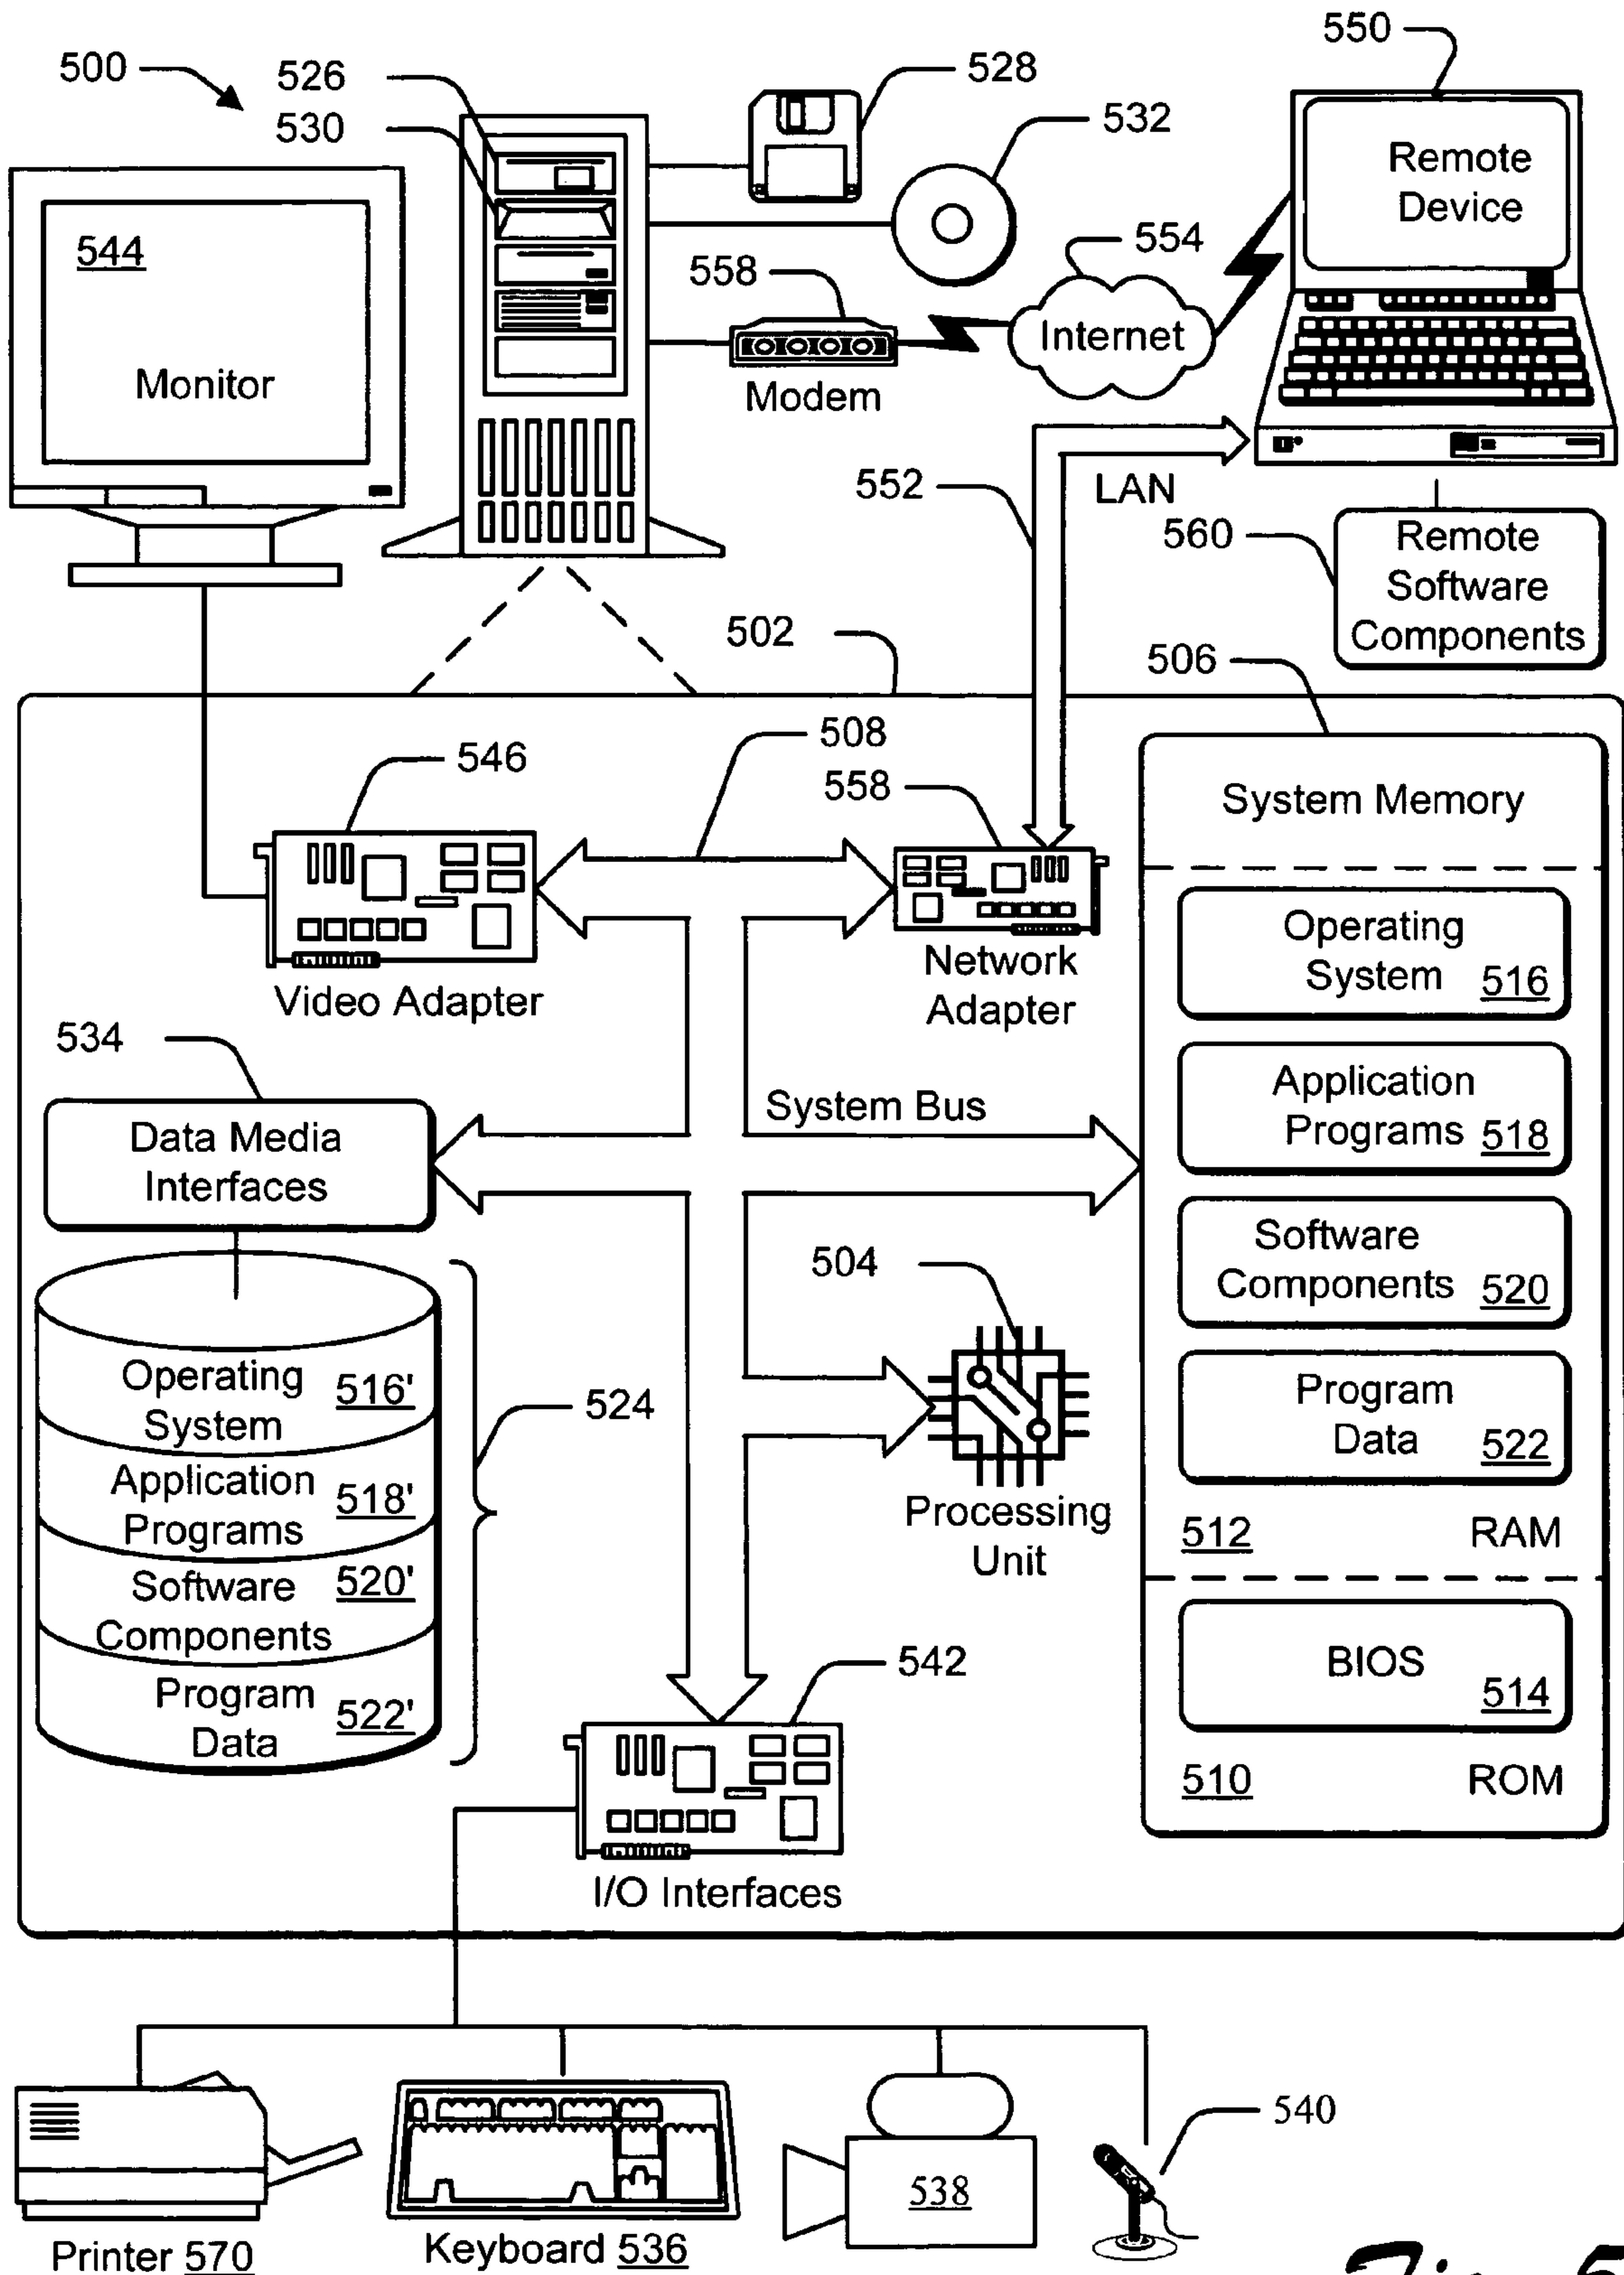 500
526
530
528
532
550
Remote
Device
544
Monitor
558
Modem
554
Internet
552
LAN
560
Remote
Software
Components
502
506
546
508
558
Video Adapter
Network
Adapter
System Memory
Operating
System 516
Application
Programs 518
Software
Components 520
Program
Data 522
512 RAM
BIOS
514
510 ROM
534
Data Media
Interfaces
System Bus
504
Processing
Unit
Operating
System 516'
Application
Programs 518'
Software
Components 520'
Program
Data 522'
524
542
I/O Interfaces
Printer 570
Keyboard 536
538
540
Fig. 5